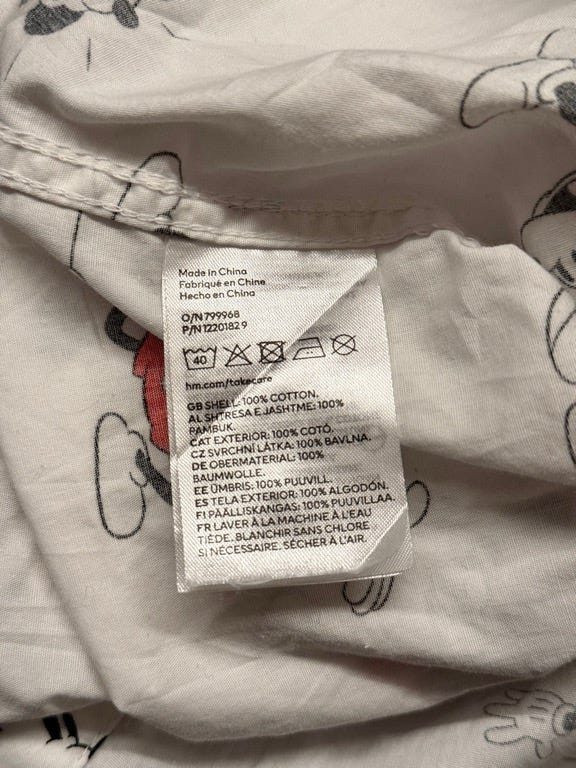 Made in China
Fabriqué en Chine
Hecho en China
O/N 799968
P/N 12201829
40
hm.com/takecare
GB SHELL: 100% COTTON.
AL SHTRESA E JASHTME: 100%
PAMBUK.
CAT EXTERIOR: 100% COTÓ.
CZ SVRCHNÍ LÁTKA: 100% BAVLNA.
DE OBERMATERIAL: 100%
BAUMWOLLE.
EE ÜMBRIS: 100% PUUVILL.
ES TELA EXTERIOR: 100% ALGODÓN.
FI PÄÄLLISKANGAS: 100% PUUVILLAA.
FR LAVER À LA MACHINE À L'EAU
TIÈDE. BLANCHIR SANS CHLORE
SI NÉCESSAIRE. SÉCHER À L'AIR.